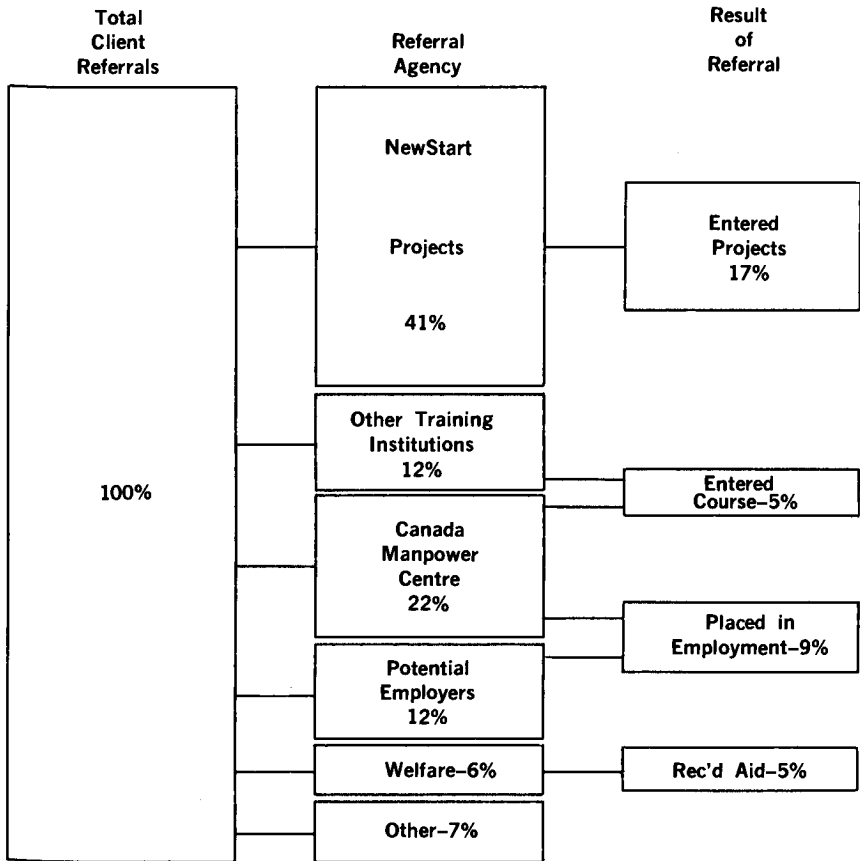 Total
Client
Referrals
Referral
Agency
Result
of
Referral
100%
NewStart
Projects
41%
Other Training
Institutions
12%
Canada
Manpower
Centre
22%
Potential
Employers
12%
Welfare–6%
Other–7%
Entered
Projects
17%
Entered
Course–5%
Placed in
Employment–9%
Rec'd Aid–5%